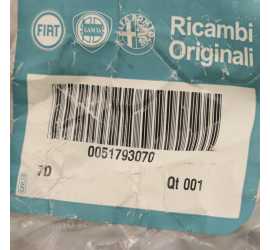 FIAT LANCIA Ricambi
Originali
0051793070
7D Qt 001